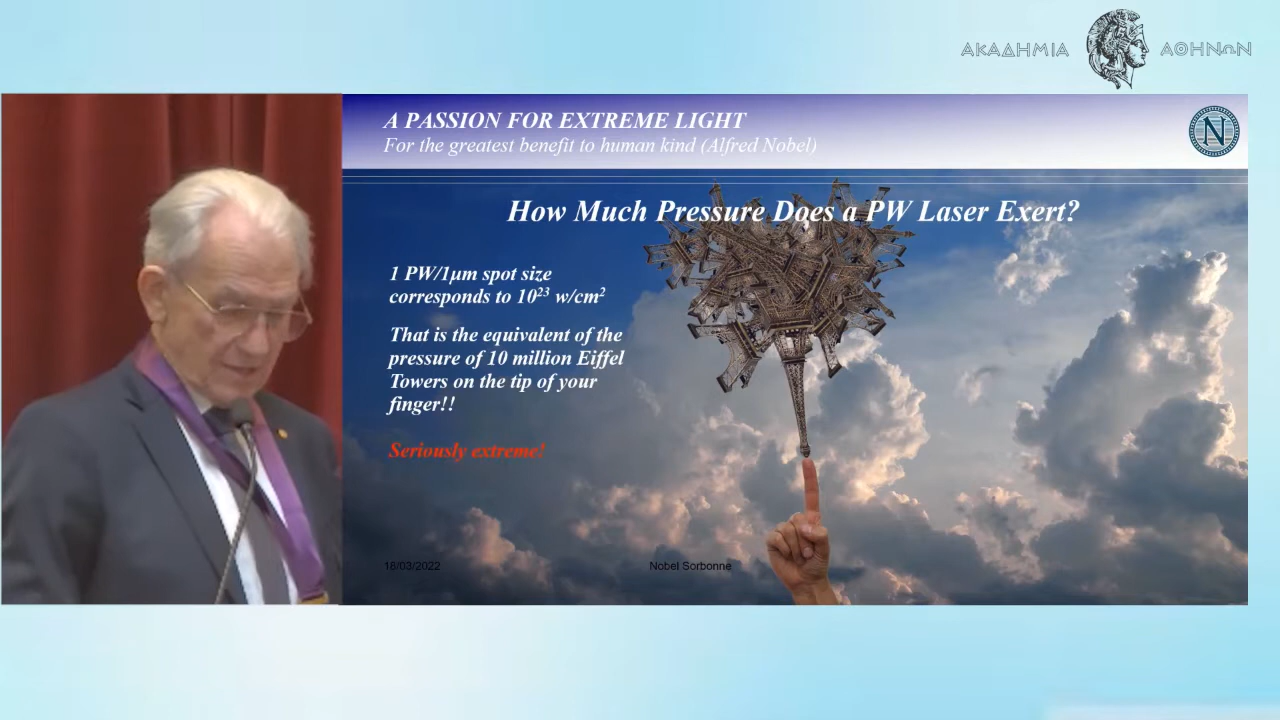 ΑΚΑΔΗΜΙΑ ΑΘΗΝΩΝ
A PASSION FOR EXTREME LIGHT
For the greatest benefit to human kind (Alfred Nobel)
N
How Much Pressure Does a PW Laser Exert?
1 PW/1μm spot size
corresponds to 10²³ w/cm²
That is the equivalent of the
pressure of 10 million Eiffel
Towers on the tip of your
finger!!
Seriously extreme!
18/03/2022
Nobel Sorbonne